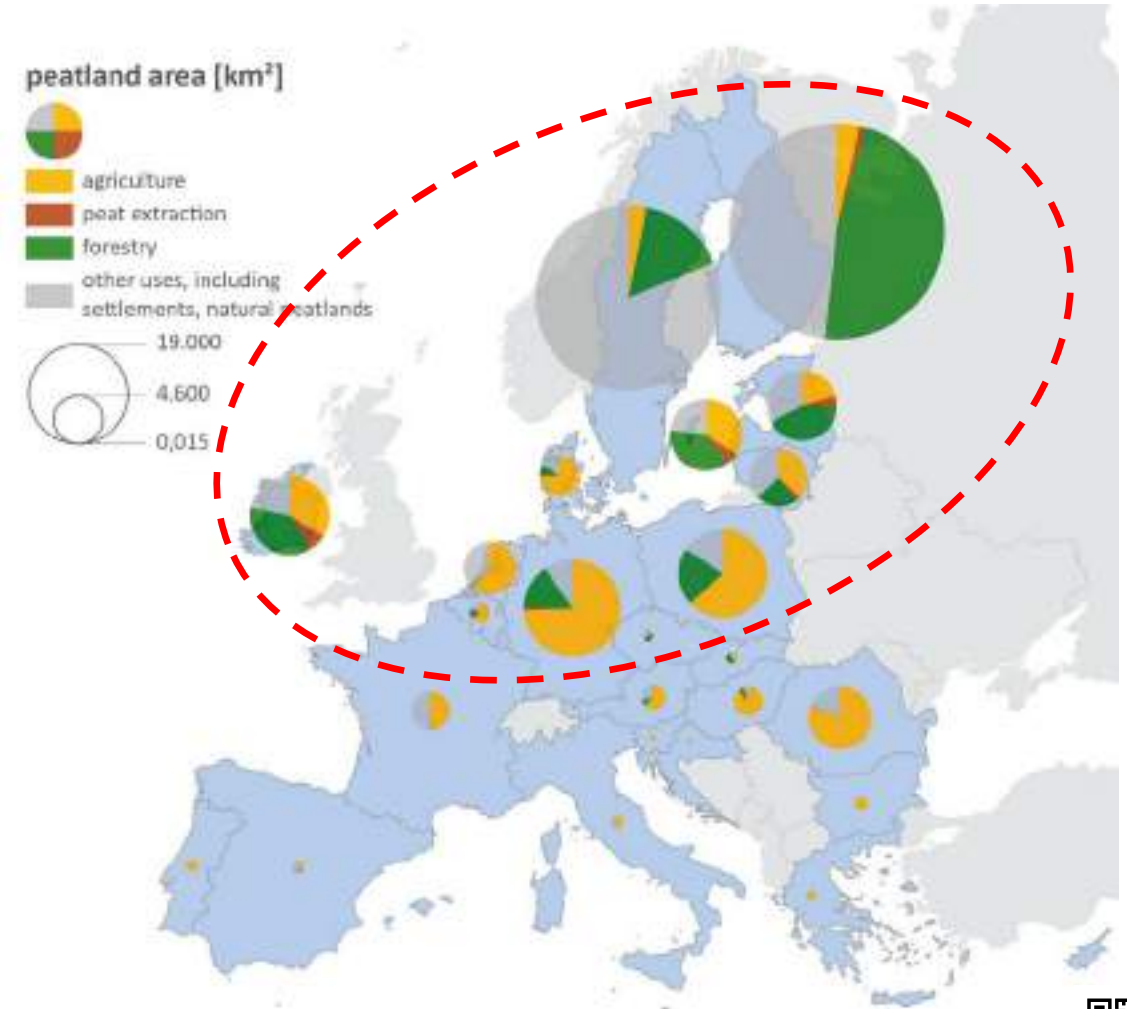 peatland area [km²]
agriculture
peat extraction
forestry
other uses, including
settlements, natural peatlands
19.000
4.600
0,015